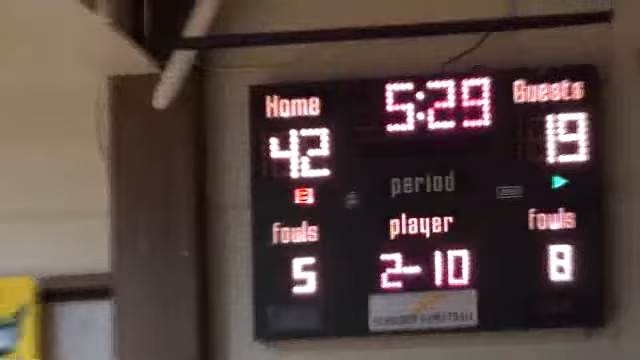 Home 5:29 Guests
42 19
B
period
fouls player fouls
5 2-10 8